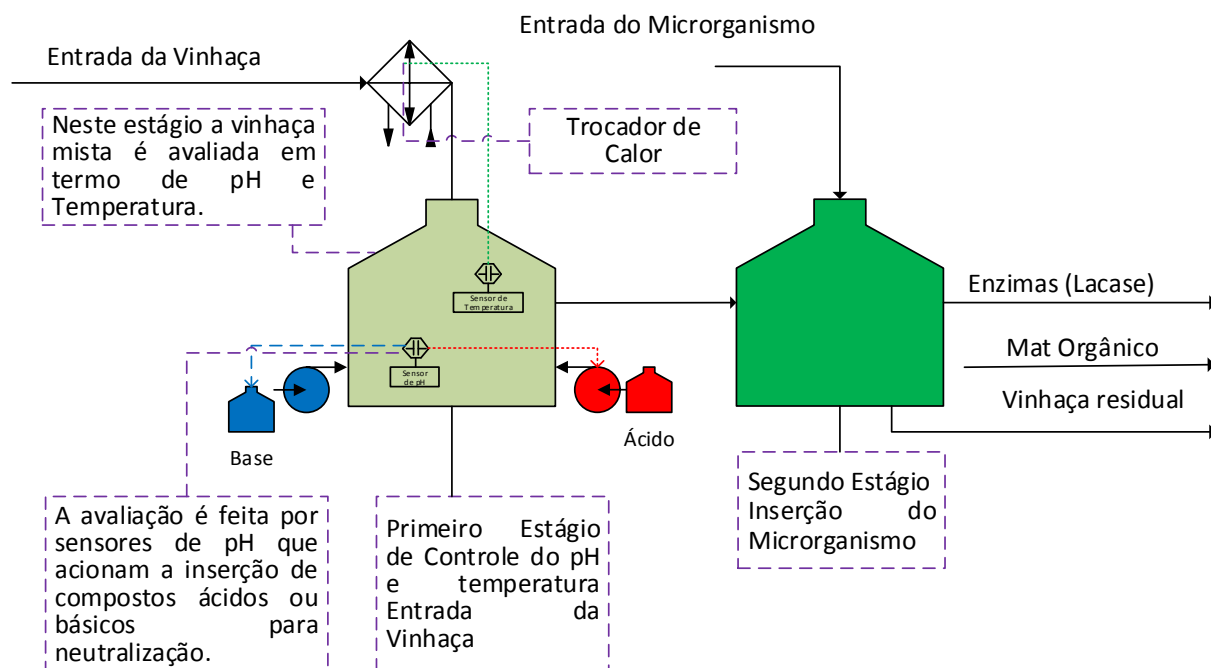 Entrada do Microrganismo
Entrada da Vinhaça
Neste estágio a vinhaça
mista é avaliada em
termo de pH e
Temperatura.
Trocador de
Calor
Sensor de
Temperatura
Enzimas (Lacase)
Mat Orgânico
Vinhaça residual
Sensor
de pH
Base
Ácido
A avaliação é feita por
sensores de pH que
acionam a inserção de
compostos ácidos ou
básicos para
neutralização.
Primeiro Estágio
de Controle do pH
e temperatura
Entrada da
Vinhaça
Segundo Estágio
Inserção do
Microrganismo